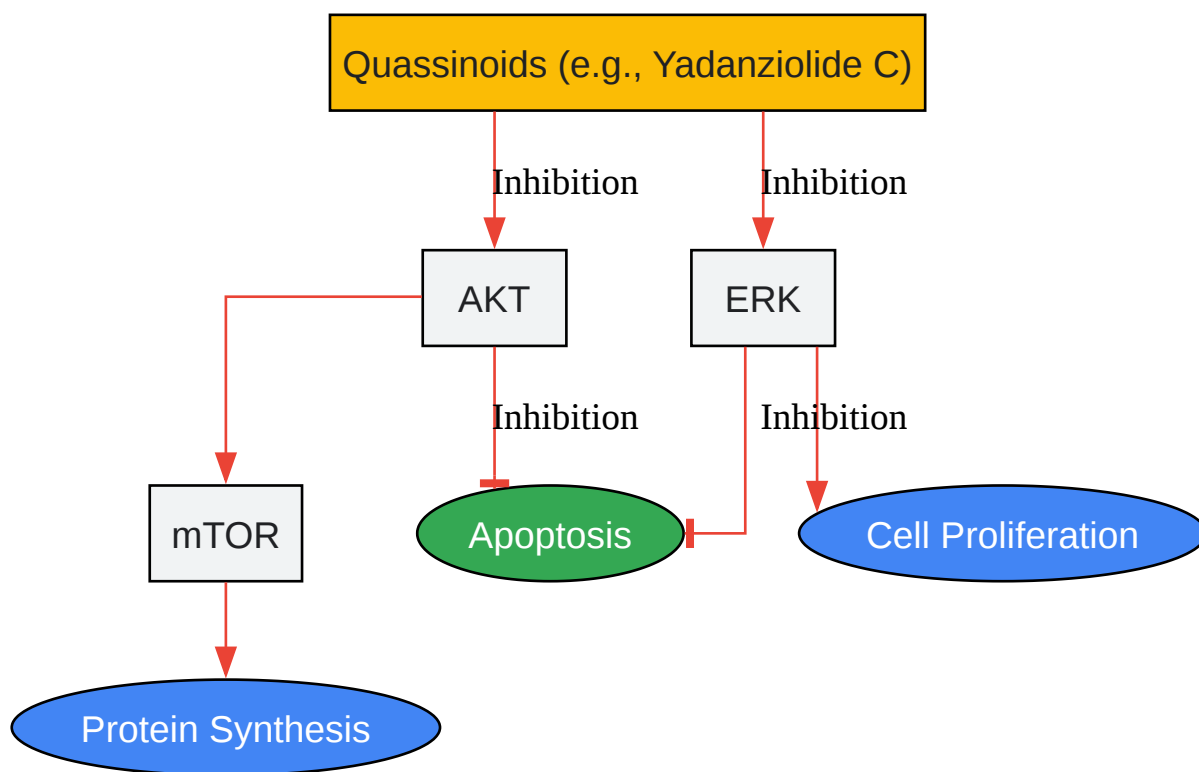 Quassinoids (e.g., Yadanziolide C)
Inhibition
Inhibition
AKT
ERK
Inhibition
Inhibition
mTOR
Apoptosis
Cell Proliferation
Protein Synthesis